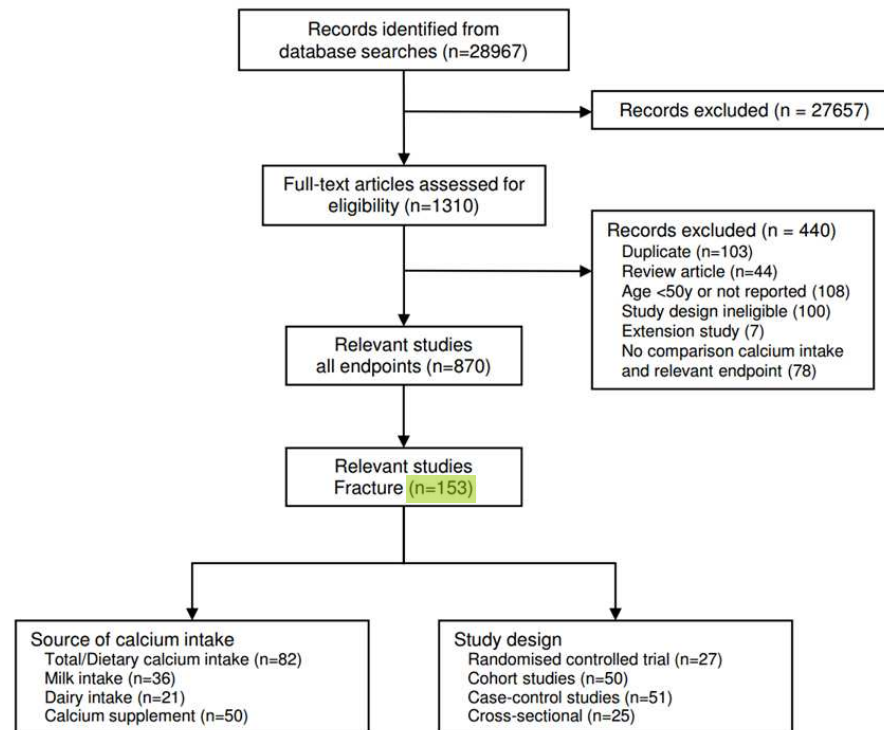 Records identified from
database searches (n=28967)
Records excluded (n = 27657)
Full-text articles assessed for
eligibility (n=1310)
Records excluded (n = 440)
Duplicate (n=103)
Review article (n=44)
Age <50y or not reported (108)
Study design ineligible (100)
Extension study (7)
No comparison calcium intake
and relevant endpoint (78)
Relevant studies
all endpoints (n=870)
Relevant studies
Fracture (n=153)
Source of calcium intake
Total/Dietary calcium intake (n=82)
Milk intake (n=36)
Dairy intake (n=21)
Calcium supplement (n=50)
Study design
Randomised controlled trial (n=27)
Cohort studies (n=50)
Case-control studies (n=51)
Cross-sectional (n=25)